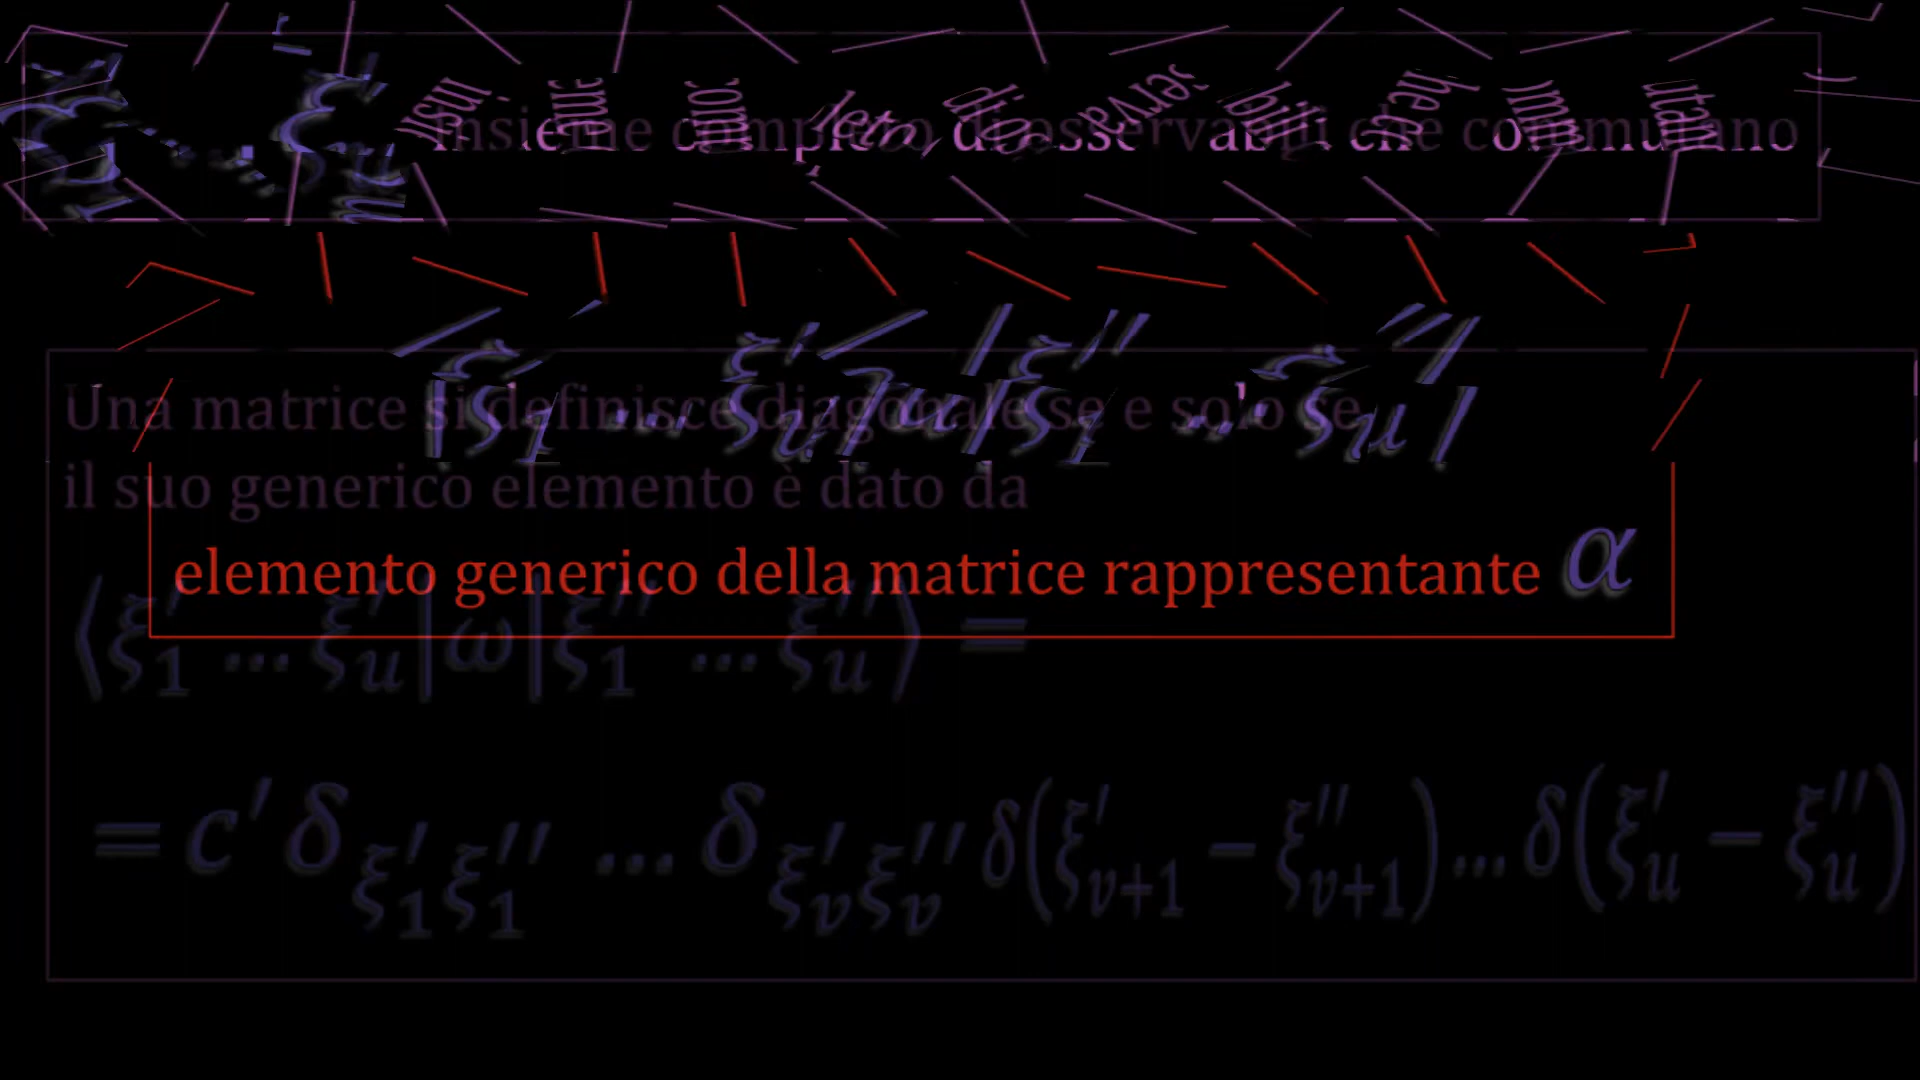 Insieme completo di osservabili che commutano
Una matrice si definisce diagonale se e solo se
il suo generico elemento è dato da
elemento generico della matrice rappresentante α
⟨ξ′₁ … ξ′ᵤ|ω|ξ″₁ … ξ″ᵤ⟩ =
= c′ δ_{ξ′₁ξ″₁} … δ_{ξ′ᵥξ″ᵥ} δ(ξ′ᵥ₊₁ − ξ″ᵥ₊₁) … δ(ξ′ᵤ − ξ″ᵤ)